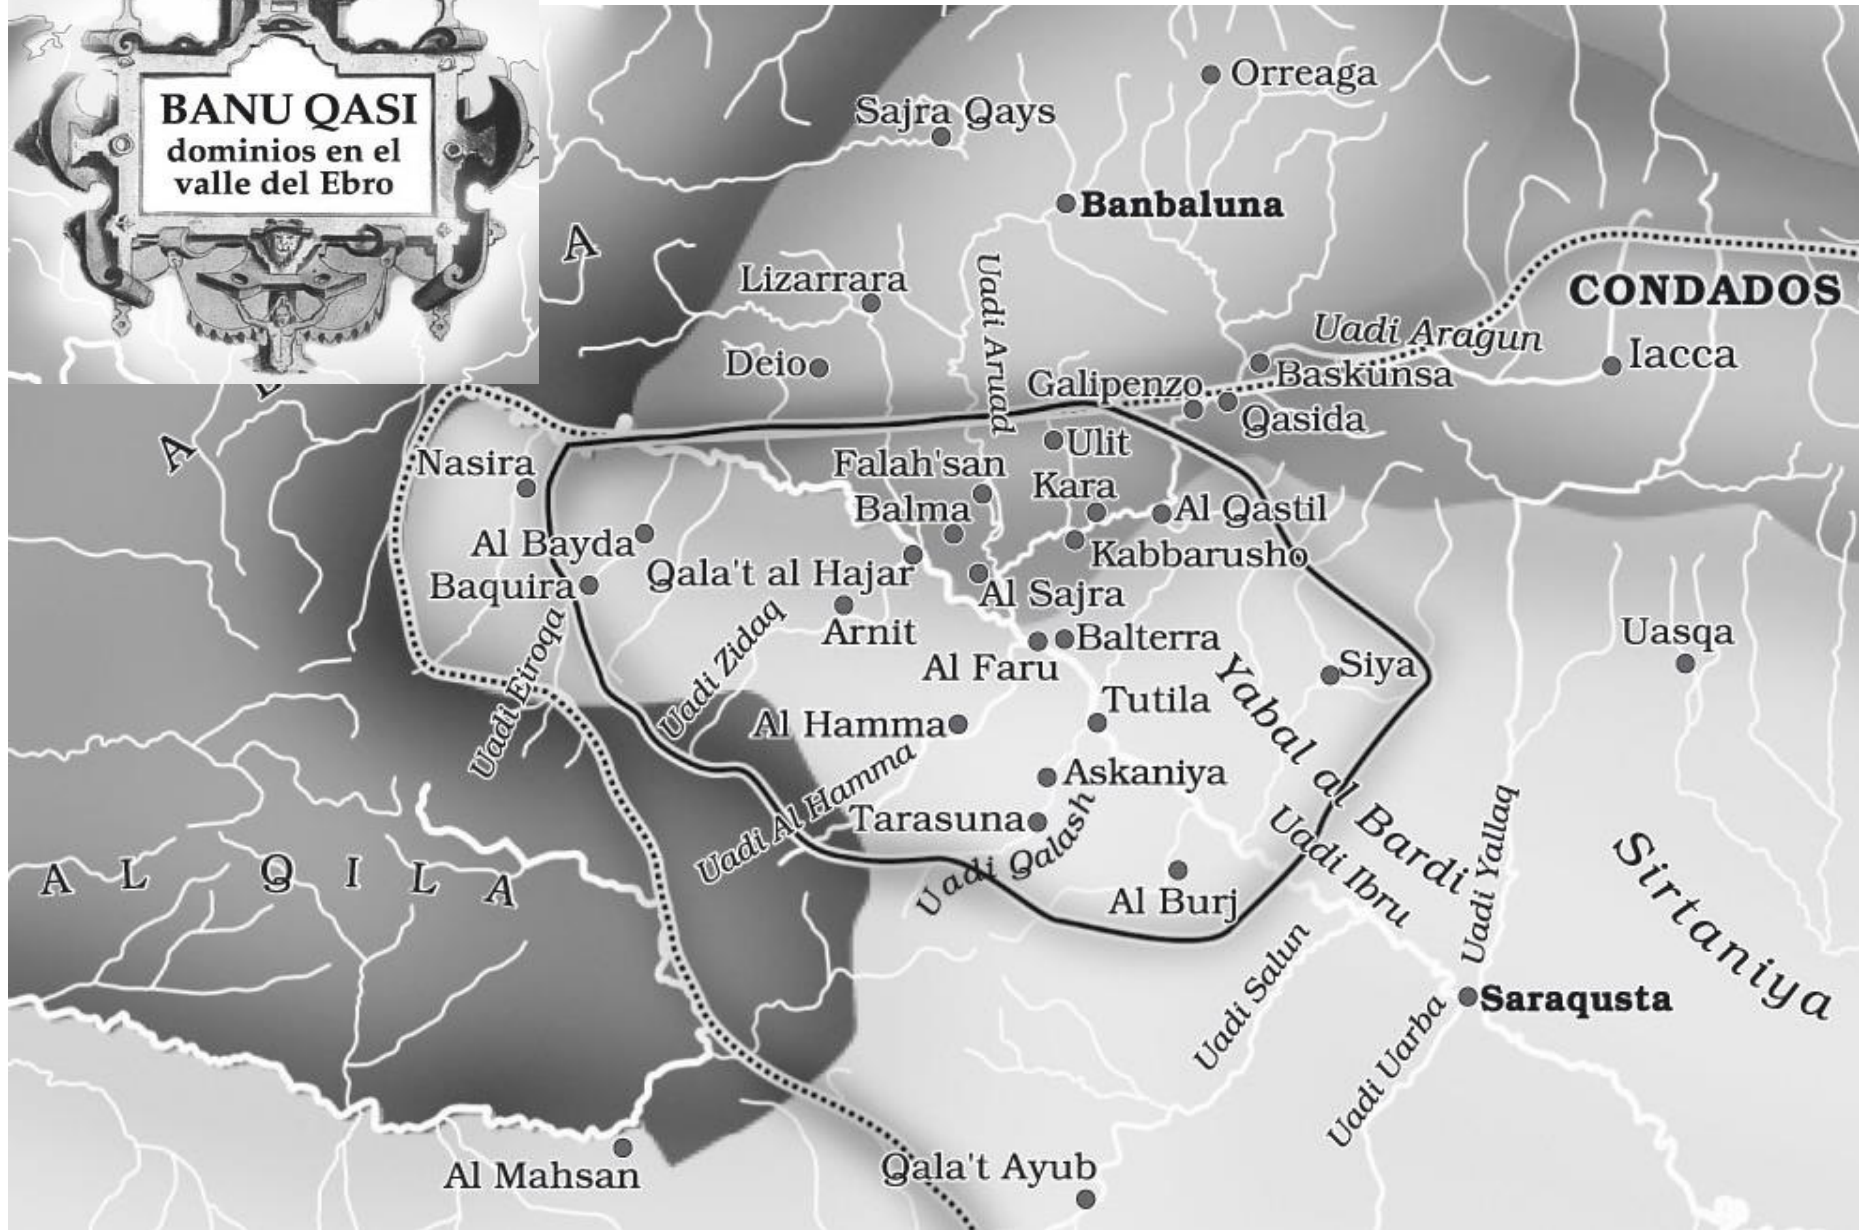 BANU QASI
dominios en el
valle del Ebro
Orreaga
Sajra Qays
Banbaluna
A
Lizarrara
Uadi Aruad
CONDADOS
Uadi Aragun
Deio
Iacca
Galipenzo
Baskunsa
Qasida
A
Ulit
Nasira
Falah'san
Kara
Balma
Al Qastil
Al Bayda
Kabbarusho
Qala't al Hajar
Baquira
Al Sajra
Arnit
Uadi Eiroqa
Uadi Zidaq
Balterra
Uasqa
Al Faru
Siya
Tutila
Yabal al Bardi
Al Hamma
Askaniya
Uadi Al Hamma
Tarasuna
Uadi Qalash
Uadi Ibru
Uadi Yallaq
Sirtaniya
AL QILA
Al Burj
Uadi Salun
Saraqusta
Uadi Uarba
Al Mahsan
Qala't Ayub